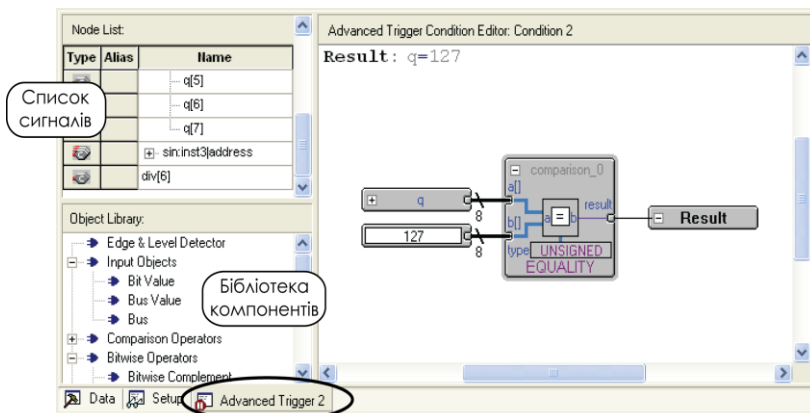 Node List:
Type Alias Name
q[5]
q[6]
q[7]
sin:inst3|address
div[6]
Список
сигналів
Object Library:
Edge & Level Detector
Input Objects
Bit Value
Bus Value
Bus
Comparison Operators
Bitwise Operators
Bitwise Complement
Бібліотека
компонентів
Advanced Trigger Condition Editor: Condition 2
Result: q=127
comparison_0
a[]
q
8
=
a b
result
Result
b[]
127
8
type UNSIGNED
EQUALITY
Data Setup Advanced Trigger 2